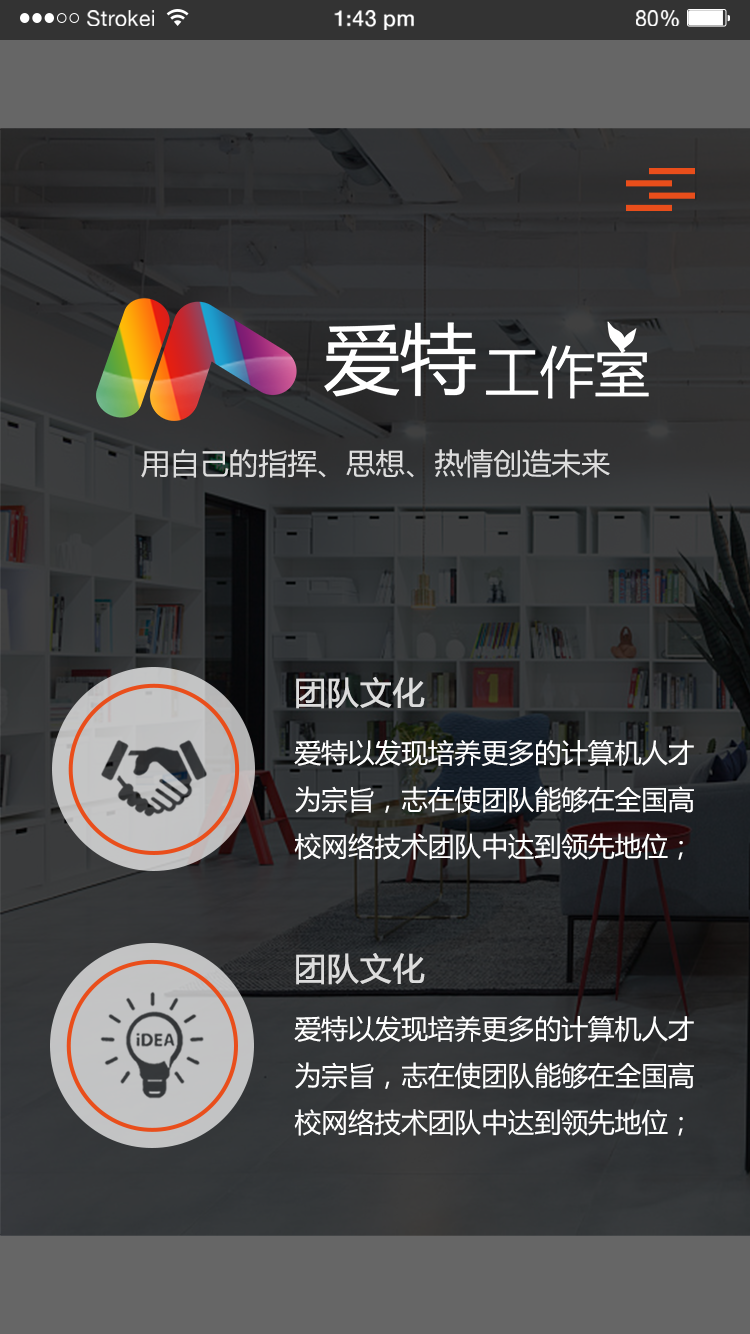 Strokei 1:43 pm 80%
爱特工作室
用自己的指挥、思想、热情创造未来
团队文化
爱特以发现培养更多的计算机人才
为宗旨，志在使团队能够在全国高
校网络技术团队中达到领先地位；
iDEA
团队文化
爱特以发现培养更多的计算机人才
为宗旨，志在使团队能够在全国高
校网络技术团队中达到领先地位；